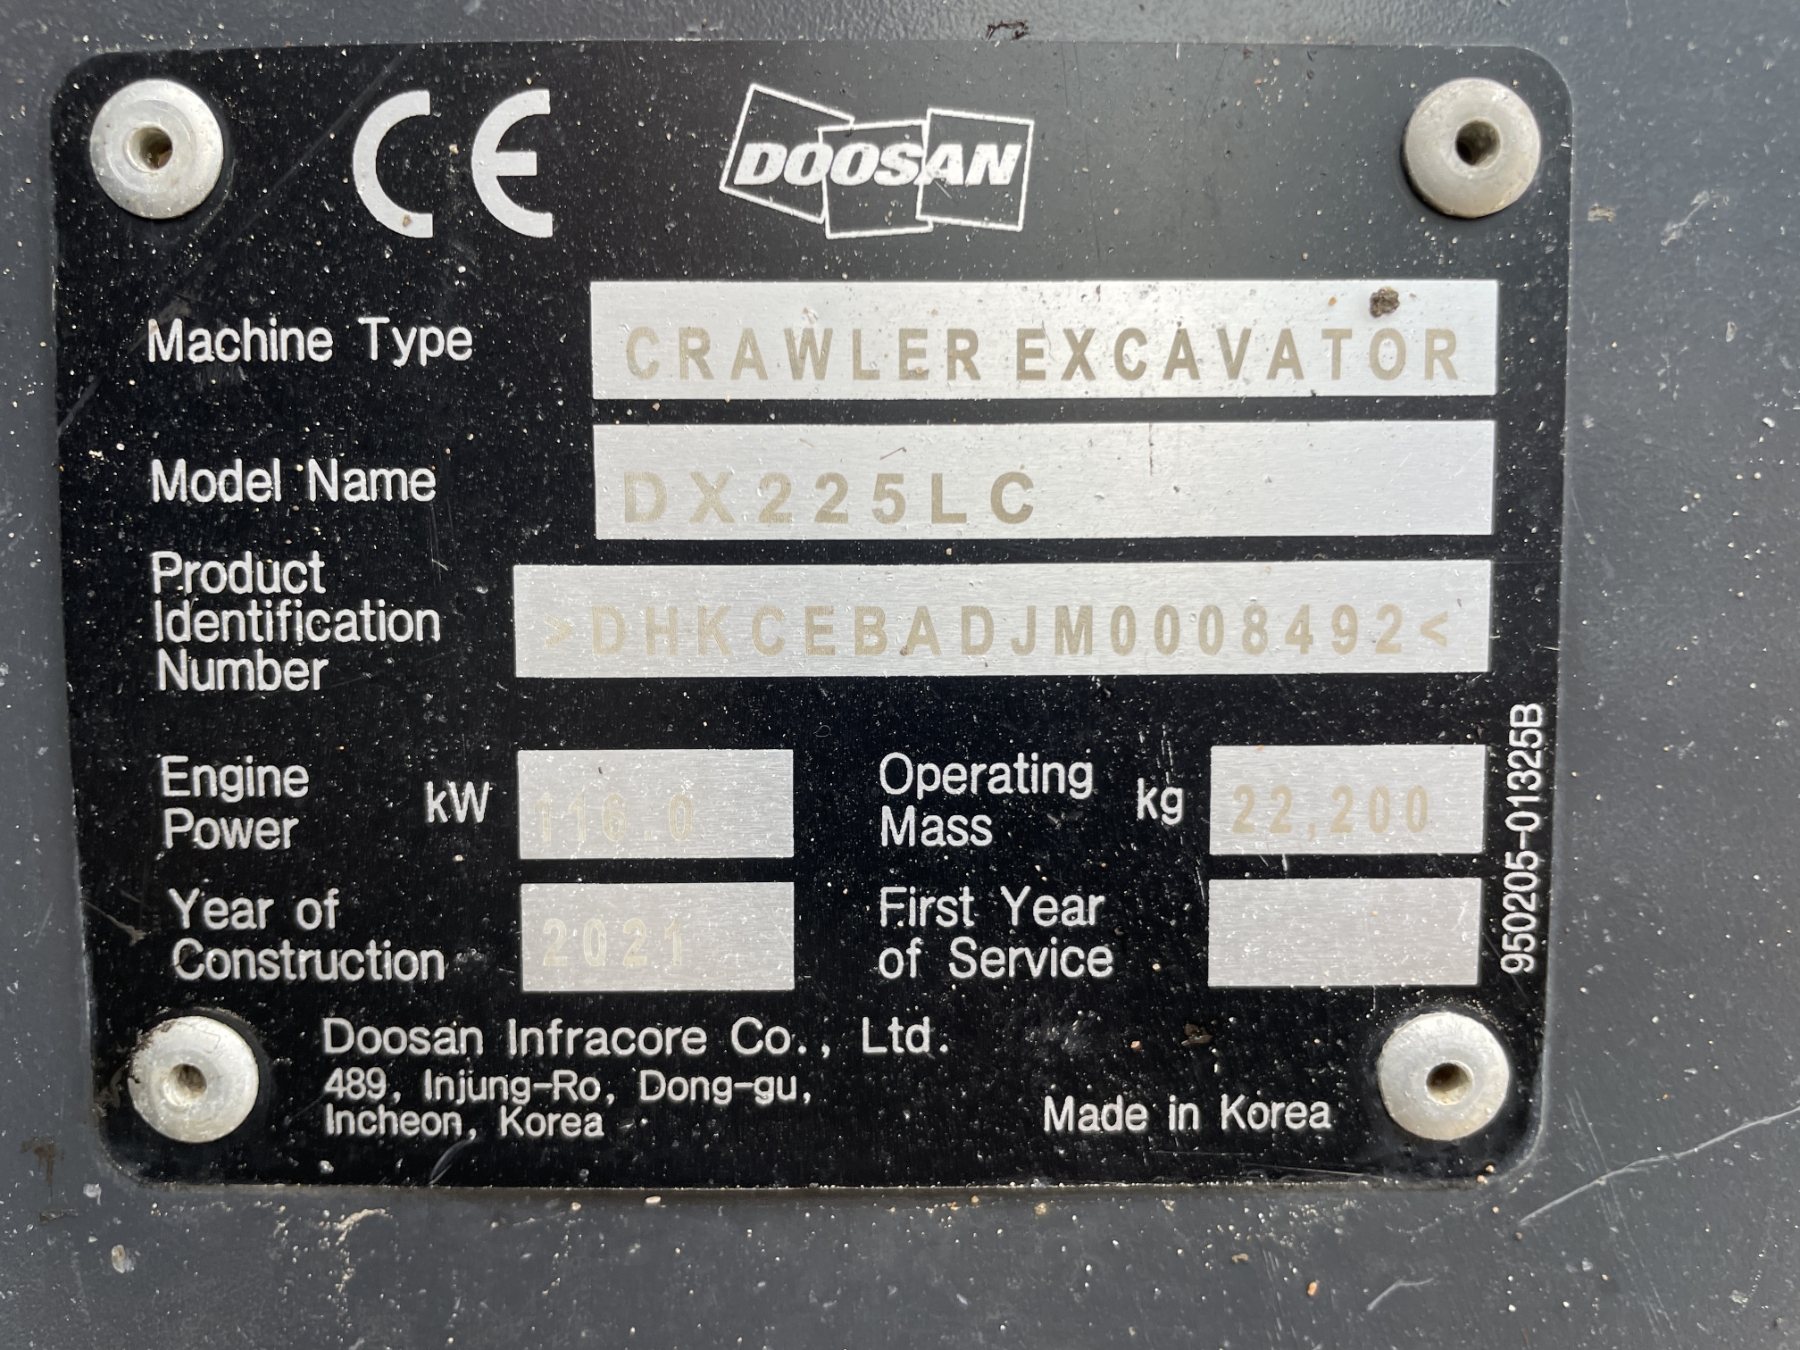 CE
DOOSAN
Machine Type CRAWLER EXCAVATOR
Model Name DX225LC
Product
Identification
Number
>DHKCEBADJM0008492<
Engine
Power
kW 116.0
Operating
Mass
kg 22,200
Year of
Construction
2021
First Year
of Service
950205-01325B
Doosan Infracore Co., Ltd.
489, Injung-Ro, Dong-gu,
Incheon, Korea
Made in Korea